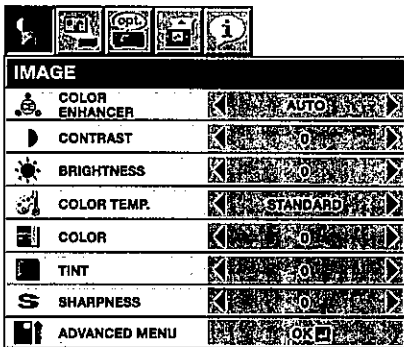 opt
i
IMAGE
COLOR
ENHANCER
AUTO
CONTRAST
0
BRIGHTNESS
0
COLOR TEMP.
STANDARD
COLOR
0
TINT
0
S SHARPNESS
0
ADVANCED MENU
OK